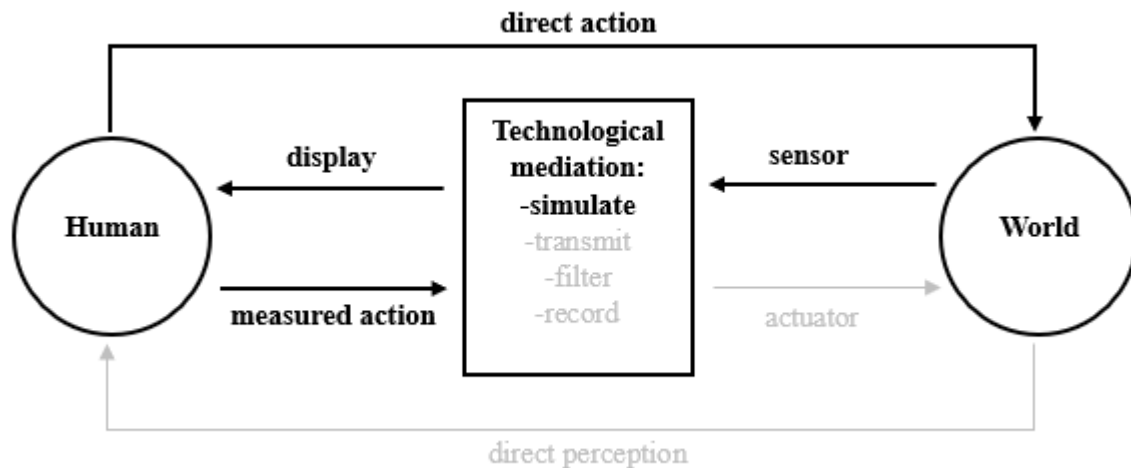 direct action
Technological
mediation:
-simulate
-transmit
-filter
-record
display
sensor
Human
World
measured action
actuator
direct perception